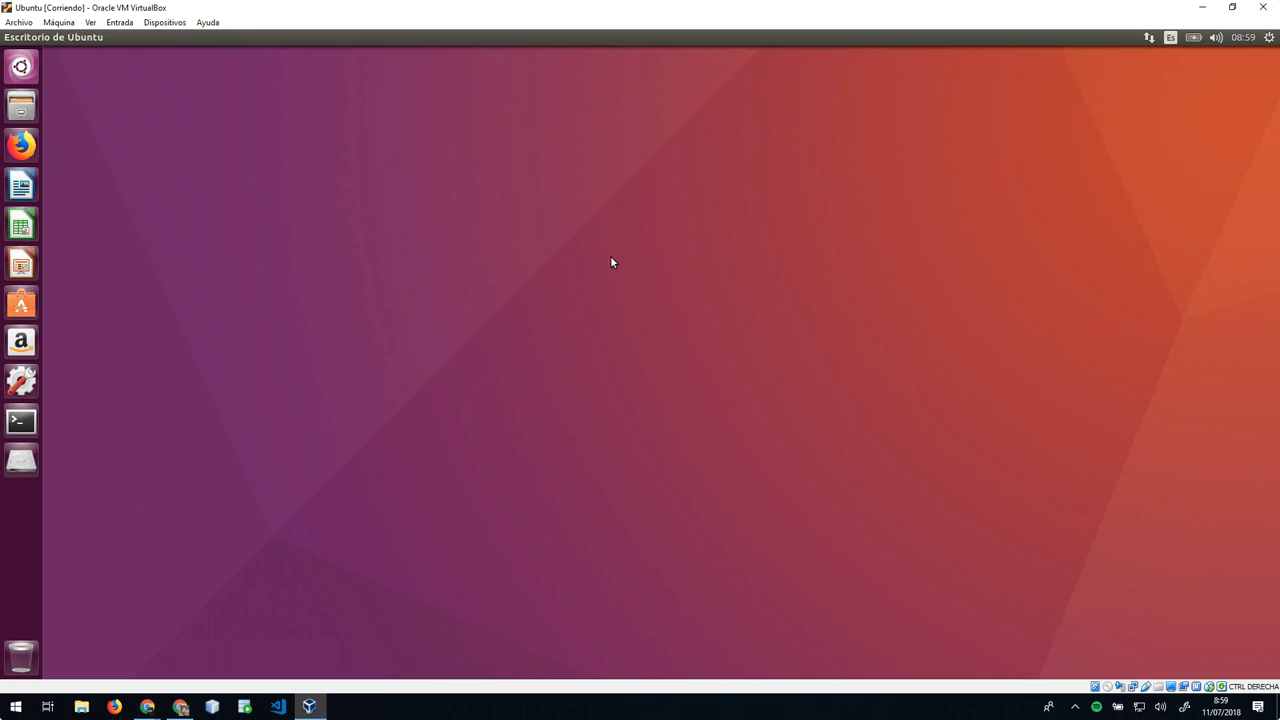 Ubuntu [Corriendo] - Oracle VM VirtualBox
Archivo Máquina Ver Entrada Dispositivos Ayuda
Escritorio de Ubuntu Es 08:59
CTRL DERECHA
8:59
11/07/2018